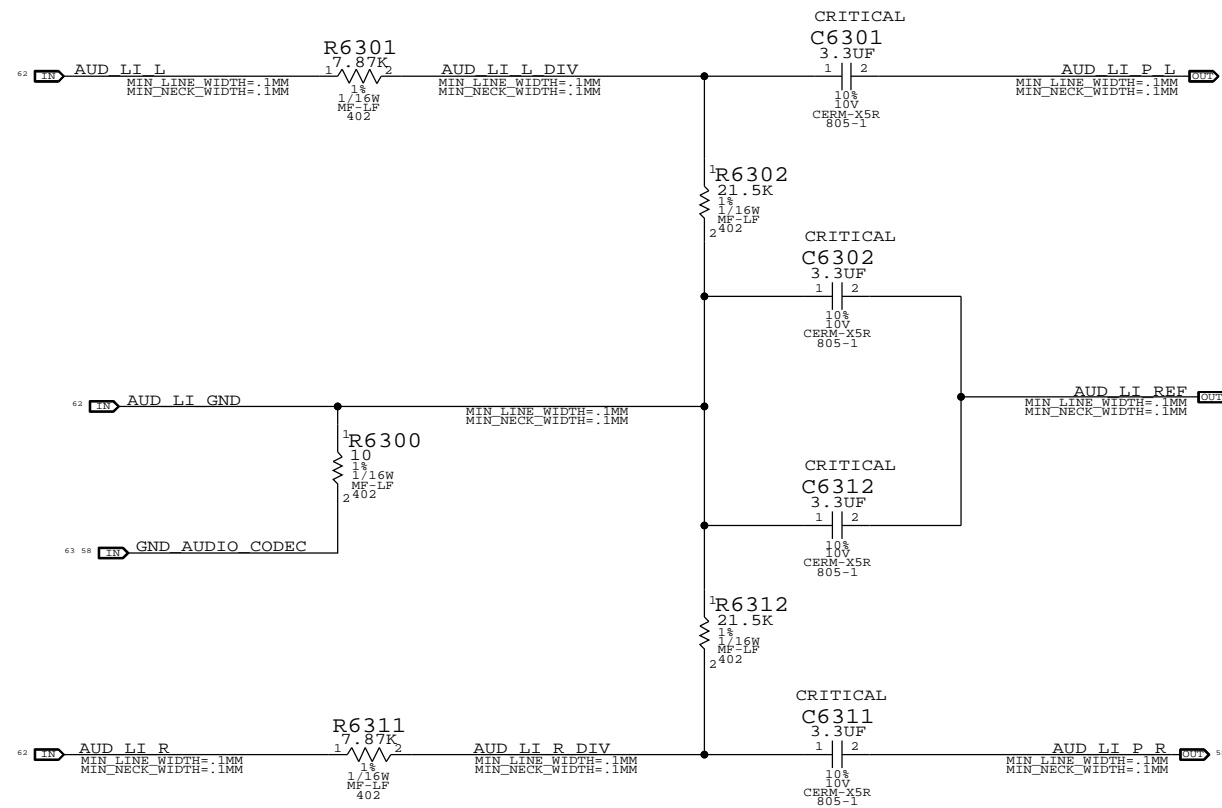 CRITICAL
C6301
3.3UF
1 2
10%
10V
CERM-X5R
805-1
R6301
7.87K
1 2
1%
1/16W
MF-LF
402
62 IN AUD_LI_L
MIN_LINE_WIDTH=.1MM
MIN_NECK_WIDTH=.1MM
AUD_LI_L_DIV
MIN_LINE_WIDTH=.1MM
MIN_NECK_WIDTH=.1MM
AUD_LI_P_L OUT
MIN_LINE_WIDTH=.1MM
MIN_NECK_WIDTH=.1MM
1
R6302
21.5K
1%
1/16W
MF-LF
402
2
CRITICAL
C6302
3.3UF
1 2
10%
10V
CERM-X5R
805-1
62 IN AUD_LI_GND
MIN_LINE_WIDTH=.1MM
MIN_NECK_WIDTH=.1MM
AUD_LI_REF OUT
MIN_LINE_WIDTH=.1MM
MIN_NECK_WIDTH=.1MM
1
R6300
10
1%
1/16W
MF-LF
402
2
63 58 IN GND_AUDIO_CODEC
CRITICAL
C6312
3.3UF
1 2
10%
10V
CERM-X5R
805-1
1
R6312
21.5K
1%
1/16W
MF-LF
402
2
CRITICAL
C6311
3.3UF
1 2
10%
10V
CERM-X5R
805-1
R6311
7.87K
1 2
1%
1/16W
MF-LF
402
62 IN AUD_LI_R
MIN_LINE_WIDTH=.1MM
MIN_NECK_WIDTH=.1MM
AUD_LI_R_DIV
MIN_LINE_WIDTH=.1MM
MIN_NECK_WIDTH=.1MM
AUD_LI_P_R OUT
MIN_LINE_WIDTH=.1MM
MIN_NECK_WIDTH=.1MM